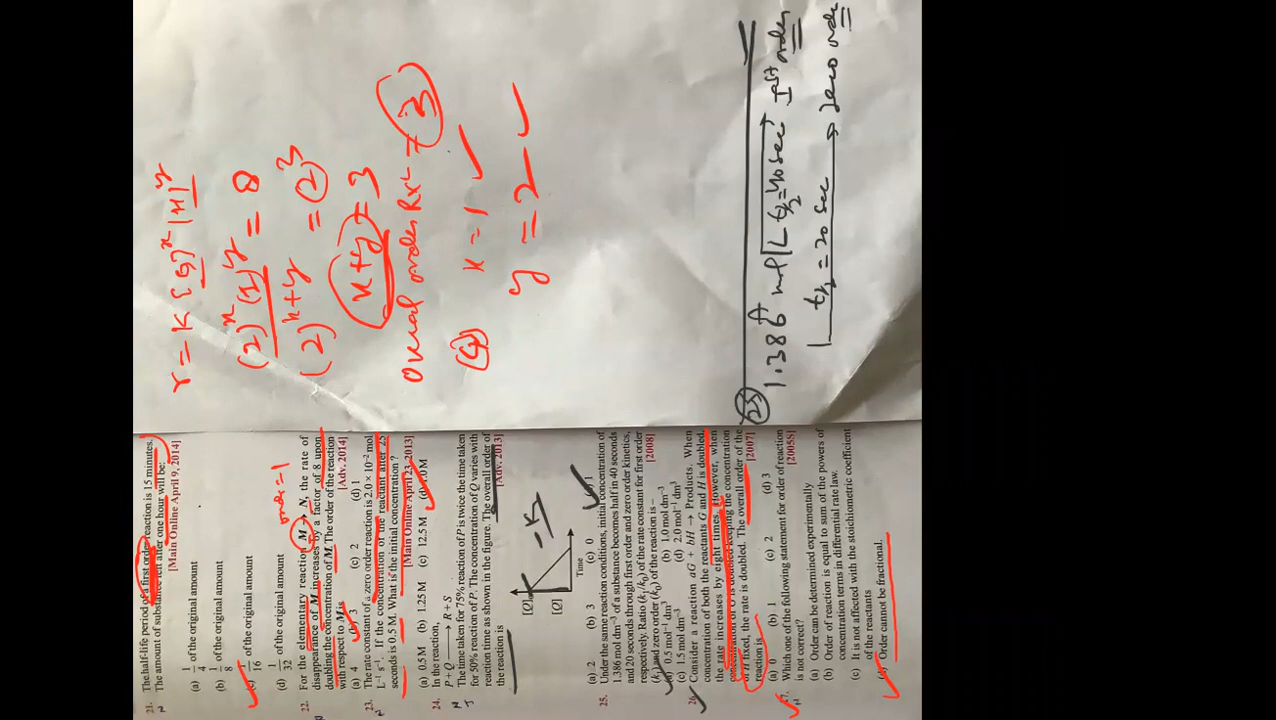 21. The half-life period of a first order reaction is 15 minutes.
The amount of substance left after one hour will be:
[Main Online April 9, 2014]
(a) 1/4 of the original amount
(b) 1/8 of the original amount
(c) 1/16 of the original amount
(d) 1/32 of the original amount
order=1
22. For the elementary reaction M → N, the rate of
disappearance of M increases by a factor of 8 upon
doubling the concentration of M. The order of the reaction
with respect to M is [Adv. 2014]
(a) 4 (b) 3 (c) 2 (d) 1
23. The rate constant of a zero order reaction is 2.0 × 10⁻² mol
L⁻¹ s⁻¹. If the concentration of the reactant after 25
seconds is 0.5 M. What is the initial concentration ?
[Main Online April 23, 2013]
(a) 0.5 M (b) 1.25 M (c) 12.5 M (d) 1.0 M
24. In the reaction,
P + Q → R + S
The time taken for 75% reaction of P is twice the time taken
for 50% reaction of P. The concentration of Q varies with
reaction time as shown in the figure. The overall order of
the reaction is [Adv. 2013]
[Q]₀
[Q]
Time
-K
(a) 2 (b) 3 (c) 0 (d) 1
25. Under the same reaction conditions, initial concentration of
1.386 mol dm⁻³ of a substance becomes half in 40 seconds
and 20 seconds through first order and zero order kinetics,
respectively. Ratio (k₁/k₀) of the rate constant for first order
(k₁) and zero order (k₀) of the reaction is –
[2008]
(a) 0.5 mol⁻¹ dm³ (b) 1.0 mol dm⁻³
(c) 1.5 mol dm⁻³ (d) 2.0 mol⁻¹ dm³
26. Consider a reaction aG + bH → Products. When
concentration of both the reactants G and H is doubled,
the rate increases by eight times. However, when
concentration of G is doubled keeping the concentration
of H fixed, the rate is doubled. The overall order of the
reaction is [2007]
(a) 0 (b) 1 (c) 2 (d) 3
27. Which one of the following statement for order of reaction
is not correct? [2005S]
(a) Order can be determined experimentally
(b) Order of reaction is equal to sum of the powers of
concentration terms in differential rate law.
(c) It is not affected with the stoichiometric coefficient
of the reactants
(d) Order cannot be fractional.
r = K [G]ˣ [H]ʸ
(2)ˣ (2)ʸ = 8
(2)ˣ⁺ʸ = (2)³
x+y = 3
Overall order Rxⁿ = 3
x = 1
y = 2
25
1.386 mol/L t½=40sec Ist order
t½ = 20 sec → zero order